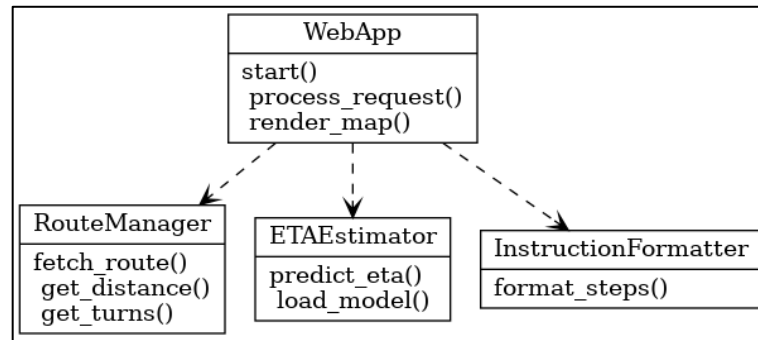 WebApp
start()
process_request()
render_map()
RouteManager
fetch_route()
get_distance()
get_turns()
ETAEstimator
predict_eta()
load_model()
InstructionFormatter
format_steps()